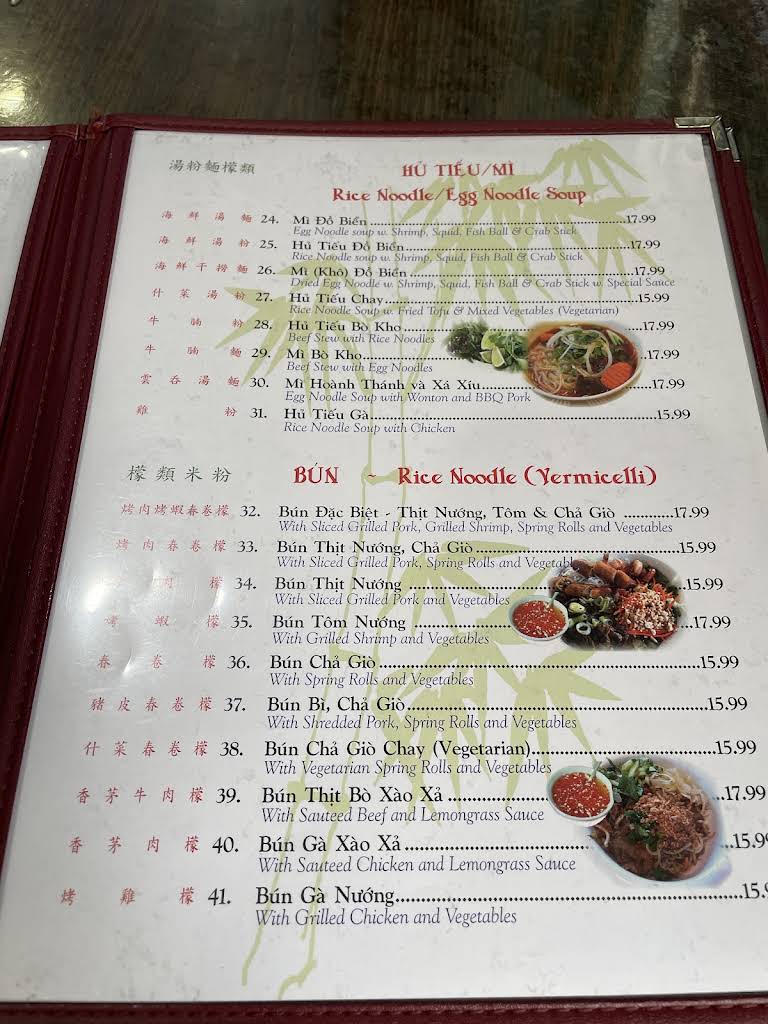 湯粉麵檬類 HỦ TIẾU/MÌ
Rice Noodle/Egg Noodle Soup
海鮮湯麵 24. Mì Đồ Biển 17.99
Egg Noodle soup w. Shrimp, Squid, Fish Ball & Crab Stick
海鮮湯粉 25. Hủ Tiếu Đồ Biển 17.99
Rice Noodle soup w. Shrimp, Squid, Fish Ball & Crab Stick
海鮮干撈麵 26. Mì (Khô) Đồ Biển 17.99
Dried Egg Noodle w. Shrimp, Squid, Fish Ball & Crab Stick w. Special Sauce
什菜湯粉 27. Hủ Tiếu Chay 15.99
Rice Noodle Soup w. Fried Tofu & Mixed Vegetables (Vegetarian)
牛腩粉 28. Hủ Tiếu Bò Kho 17.99
Beef Stew with Rice Noodles
牛腩麵 29. Mì Bò Kho 17.99
Beef Stew with Egg Noodles
雲吞湯麵 30. Mì Hoành Thánh và Xá Xíu 17.99
Egg Noodle Soup with Wonton and BBQ Pork
雞粉 31. Hủ Tiếu Gà 15.99
Rice Noodle Soup with Chicken
檬類米粉 BÚN ~ Rice Noodle (Vermicelli)
烤肉烤蝦春卷檬 32. Bún Đặc Biệt - Thịt Nướng, Tôm & Chả Giò 17.99
With Sliced Grilled Pork, Grilled Shrimp, Spring Rolls and Vegetables
烤肉春卷檬 33. Bún Thịt Nướng, Chả Giò 15.99
With Sliced Grilled Pork, Spring Rolls and Vegetabl
肉檬 34. Bún Thịt Nướng 15.99
With Sliced Grilled Pork and Vegetables
烤蝦檬 35. Bún Tôm Nướng 17.99
With Grilled Shrimp and Vegetables
春卷檬 36. Bún Chả Giò 15.99
With Spring Rolls and Vegetables
豬皮春卷檬 37. Bún Bì, Chả Giò 15.99
With Shredded Pork, Spring Rolls and Vegetables
什菜春卷檬 38. Bún Chả Giò Chay (Vegetarian) 15.99
With Vegetarian Spring Rolls and Vegetables
香茅牛肉檬 39. Bún Thịt Bò Xào Xả 17.99
With Sauteed Beef and Lemongrass Sauce
香茅肉檬 40. Bún Gà Xào Xả 15.9
With Sauteed Chicken and Lemongrass Sauce
烤雞檬 41. Bún Gà Nướng 15.
With Grilled Chicken and Vegetables